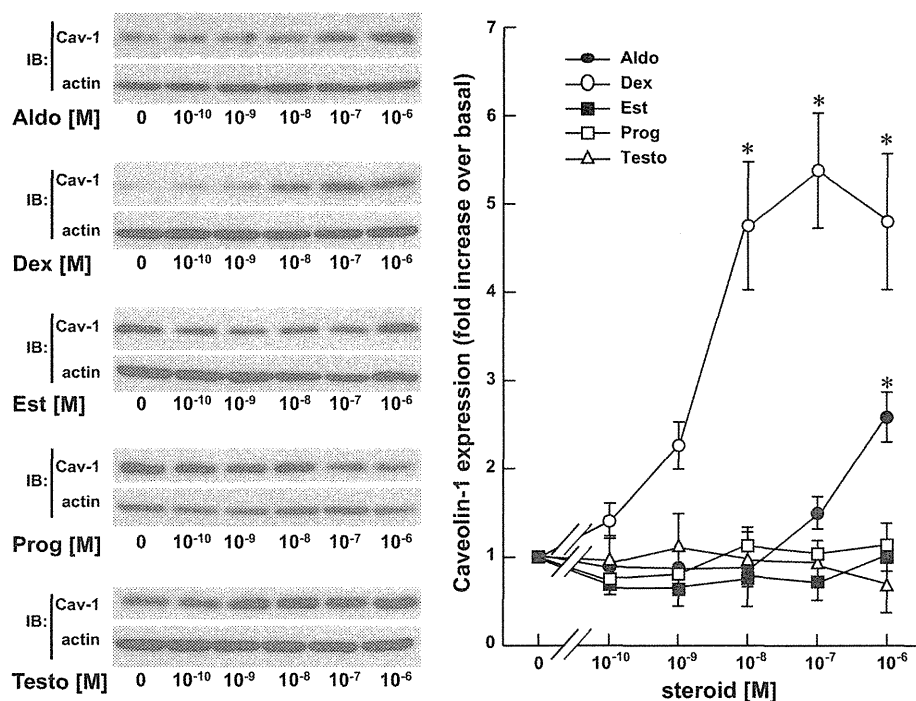 IB: Cav-1
actin
Aldo [M] 0 10⁻¹⁰ 10⁻⁹ 10⁻⁸ 10⁻⁷ 10⁻⁶
IB: Cav-1
actin
Dex [M] 0 10⁻¹⁰ 10⁻⁹ 10⁻⁸ 10⁻⁷ 10⁻⁶
IB: Cav-1
actin
Est [M] 0 10⁻¹⁰ 10⁻⁹ 10⁻⁸ 10⁻⁷ 10⁻⁶
IB: Cav-1
actin
Prog [M] 0 10⁻¹⁰ 10⁻⁹ 10⁻⁸ 10⁻⁷ 10⁻⁶
IB: Cav-1
actin
Testo [M] 0 10⁻¹⁰ 10⁻⁹ 10⁻⁸ 10⁻⁷ 10⁻⁶
Caveolin-1 expression (fold increase over basal)
7
6
5
4
3
2
1
0
Aldo
Dex
Est
Prog
Testo
* * *
*
0 10⁻¹⁰ 10⁻⁹ 10⁻⁸ 10⁻⁷ 10⁻⁶
steroid [M]